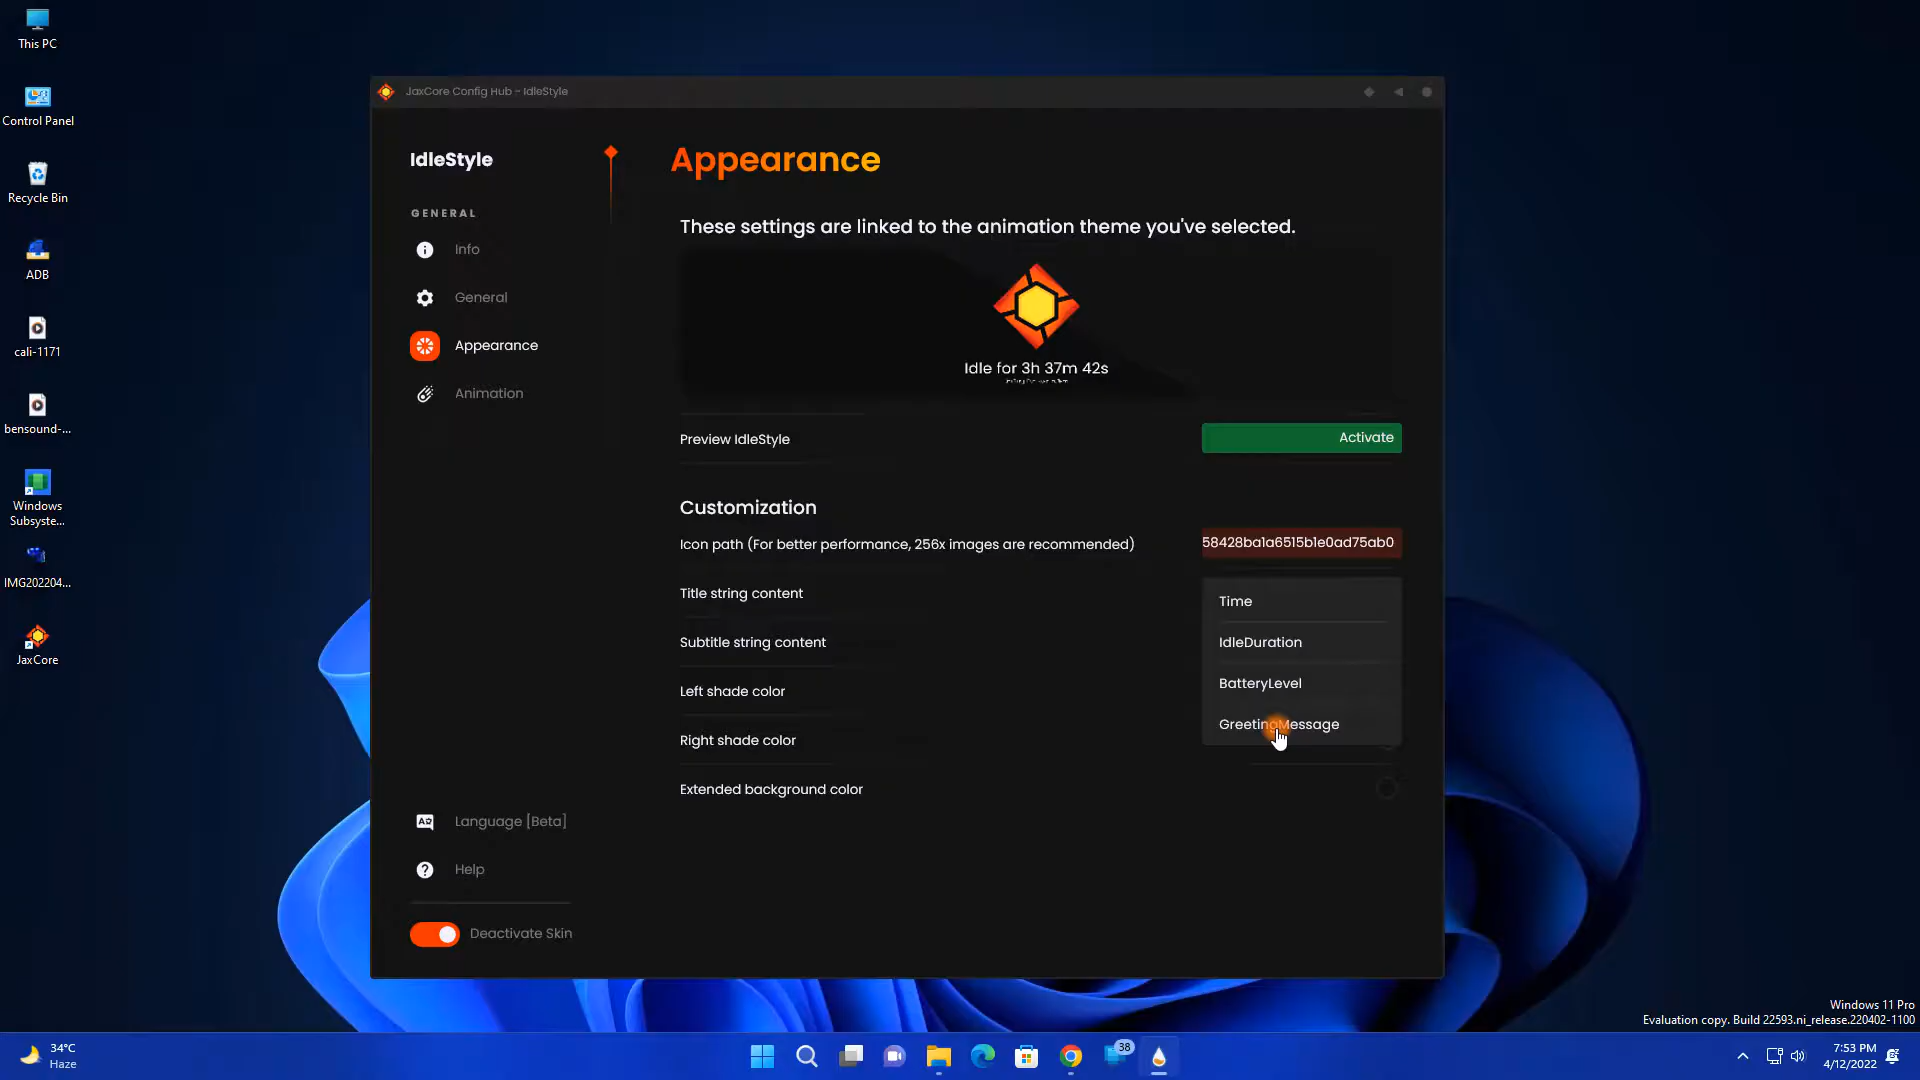 This PC
Control Panel
Recycle Bin
ADB
cali-1171
bensound-...
Windows
Subsyste...
IMG202204...
JaxCore
JaxCore Config Hub - IdleStyle
IdleStyle
GENERAL
Info
General
Appearance
Animation
Language [Beta]
Help
Deactivate Skin
Appearance
These settings are linked to the animation theme you've selected.
Idle for 3h 37m 42s
Preview IdleStyle
Activate
Customization
Icon path (For better performance, 256x images are recommended)
58428ba1a6515b1e0ad75ab0
Title string content
Subtitle string content
Left shade color
Right shade color
Extended background color
Time
IdleDuration
BatteryLevel
GreetingMessage
Windows 11 Pro
Evaluation copy. Build 22593.ni_release.220402-1100
34°C
Haze
38
7:53 PM
4/12/2022